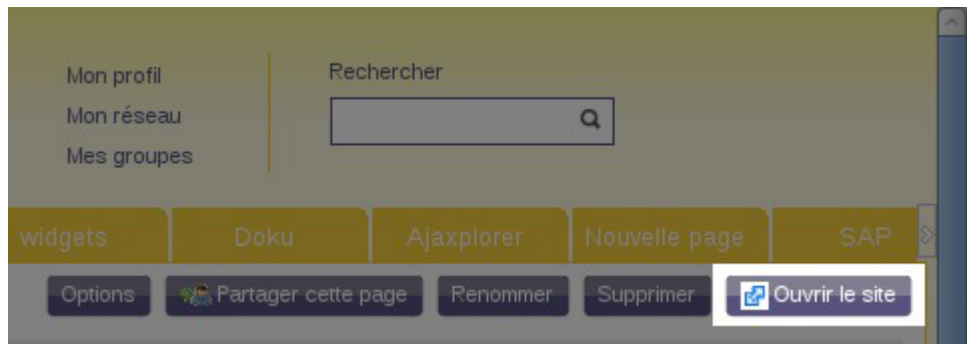 Mon profil
Mon réseau
Mes groupes
Rechercher
widgets
Doku
Ajaxplorer
Nouvelle page
SAP
Options
Partager cette page
Renommer
Supprimer
Ouvrir le site